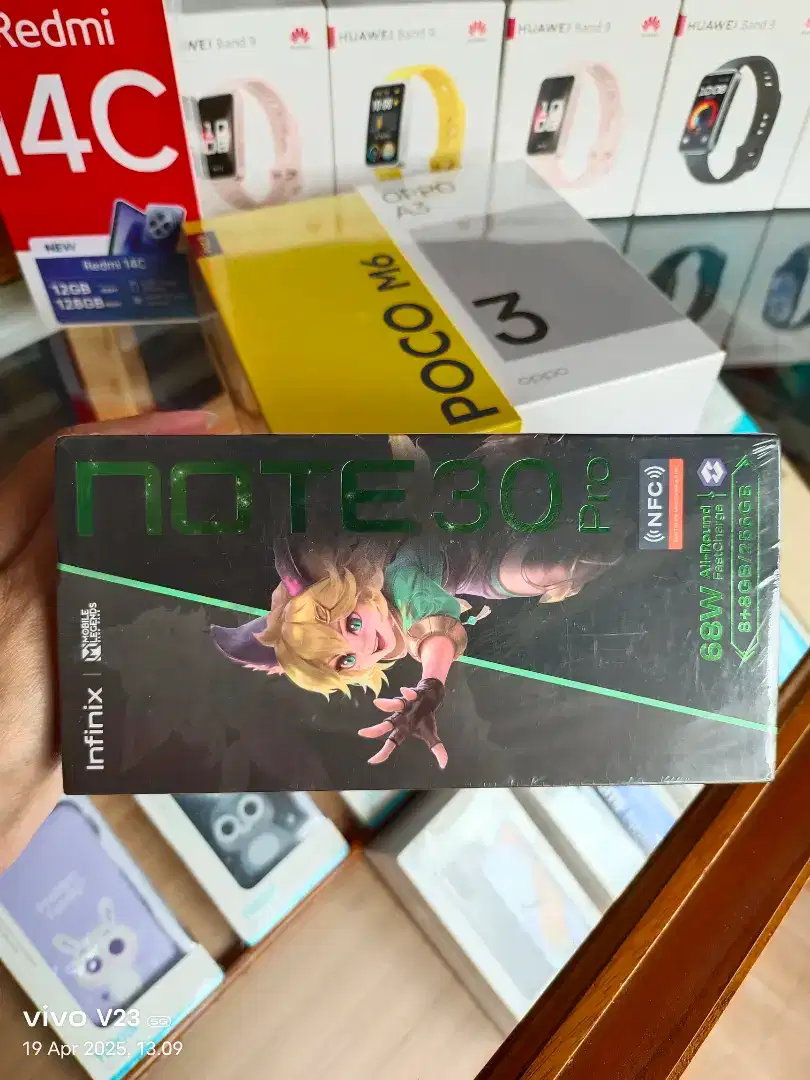 Redmi
14C
NEW
Redmi 14C
12GB
128GB
HUAWEI Band 9
HUAWEI Band 9
HUAWEI Band 9
OPPO
A3
POCO M6
3
oppo
NOTE 30 Pro
NFC
68W All-Round
FastCharge
8+8GB/256GB
Infinix | MOBILE
LEGENDS
vivo V23 5G
19 Apr 2025, 13.09